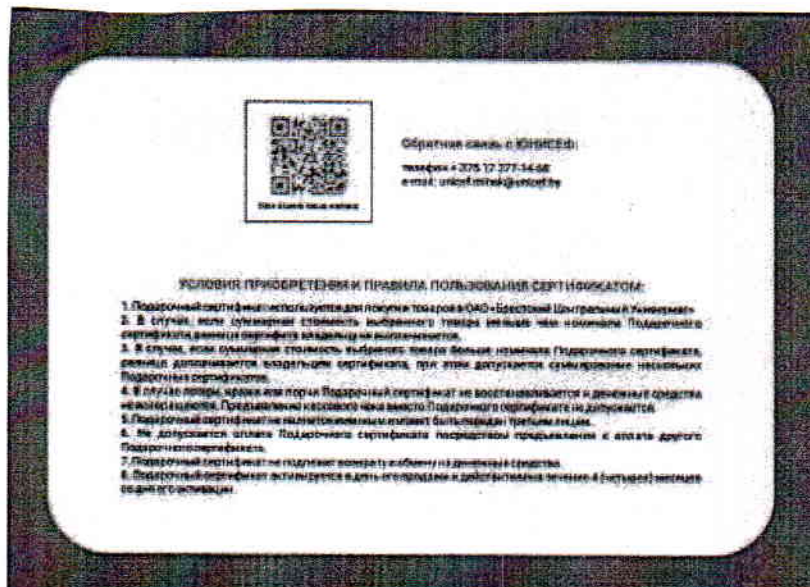 Обратная связь с ЮНИСЕФ:
телефон + 375 17 377-14-68
e-mail: unicef.minsk@unicef.by
УСЛОВИЯ ПРИОБРЕТЕНИЯ И ПРАВИЛА ПОЛЬЗОВАНИЯ СЕРТИФИКАТОМ:
1. Подарочный сертификат используется для покупки товаров в ОАО «Брестский Центральный Универмаг»
2. В случае, если суммарная стоимость выбранного товара меньше чем номинала Подарочного
сертификата разница сертификата владельцу не выплачивается.
3. В случае, если суммарная стоимость выбранного товара больше номинала Подарочного сертификата,
разница доплачивается владельцем сертификата, при этом допускается суммирование нескольких
Подарочных сертификатов.
4. В случае потери, кражи или порчи Подарочный сертификат не восстанавливается и денежные средства
не возвращаются. Предъявление кассового чека вместо Подарочного сертификата не допускается.
5. Подарочный сертификат не является именным и может быть передан третьим лицам.
6. Не допускается оплата Подарочного сертификата посредством предъявления к оплате другого
Подарочного сертификата.
7. Подарочный сертификат не подлежит возврату и обмену на денежные средства.
8. Подарочный сертификат активируется в день его продажи и действителен в течение 4 (четырех) месяцев
со дня его активации.